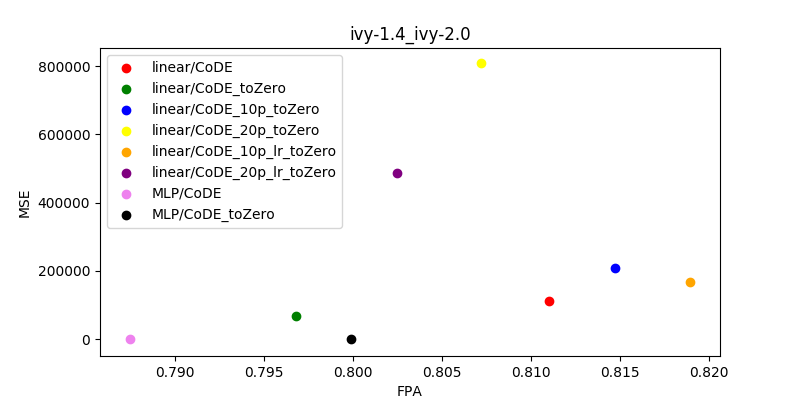 ivy-1.4_ivy-2.0
linear/CoDE
linear/CoDE_toZero
linear/CoDE_10p_toZero
linear/CoDE_20p_toZero
linear/CoDE_10p_lr_toZero
linear/CoDE_20p_lr_toZero
MLP/CoDE
MLP/CoDE_toZero
MSE
800000
600000
400000
200000
0
0.790 0.795 0.800 0.805 0.810 0.815 0.820
FPA